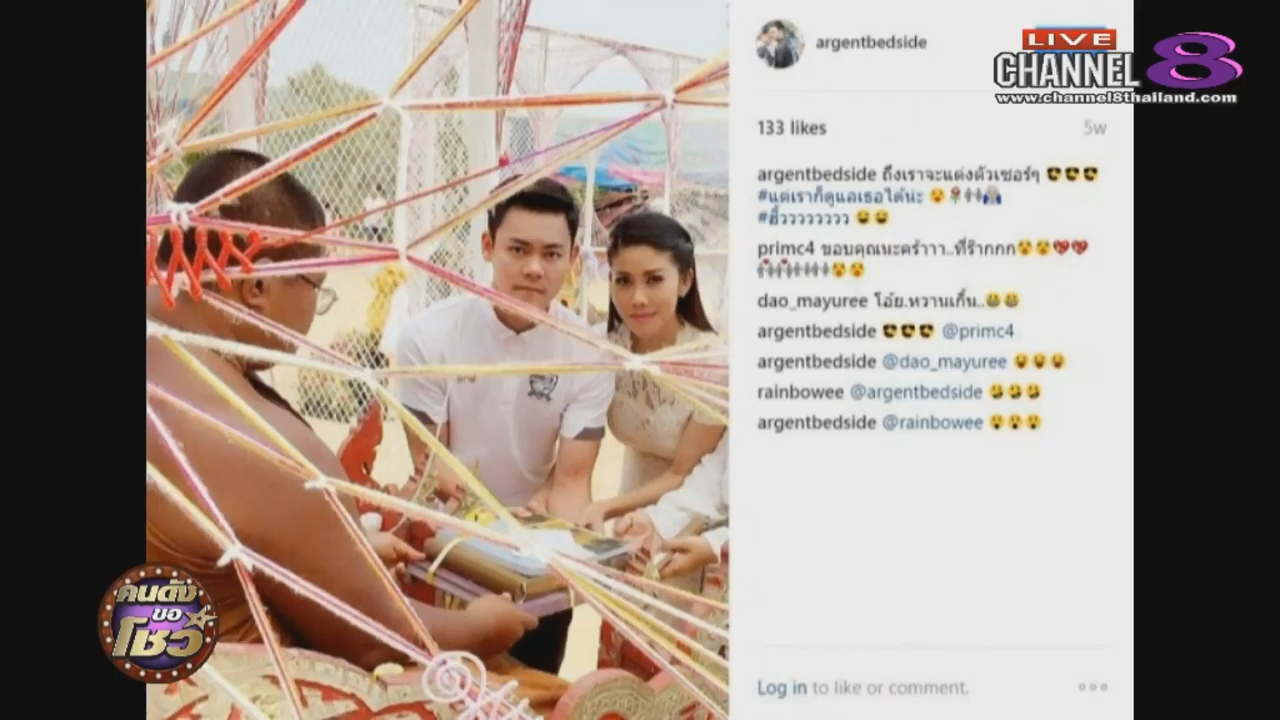 argentbedside
LIVE
CHANNEL 8
www.channel8thailand.com
133 likes 5w
argentbedside ถึงเราจะแต่งตัวเซอร์ๆ 😎😎😎
#แต่เราก็ดูแลเธอได้น่ะ
#ฮิ้ววววววววว
primc4 ขอบคุณนะคร้าาา..ที่ร๊ากกกก
dao_mayuree โอ้ย.หวานเกิ้น..
argentbedside @primc4
argentbedside @dao_mayuree
rainbowee @argentbedside
argentbedside @rainbowee
คนดัง
ขอ
โชว์
Log in to like or comment.